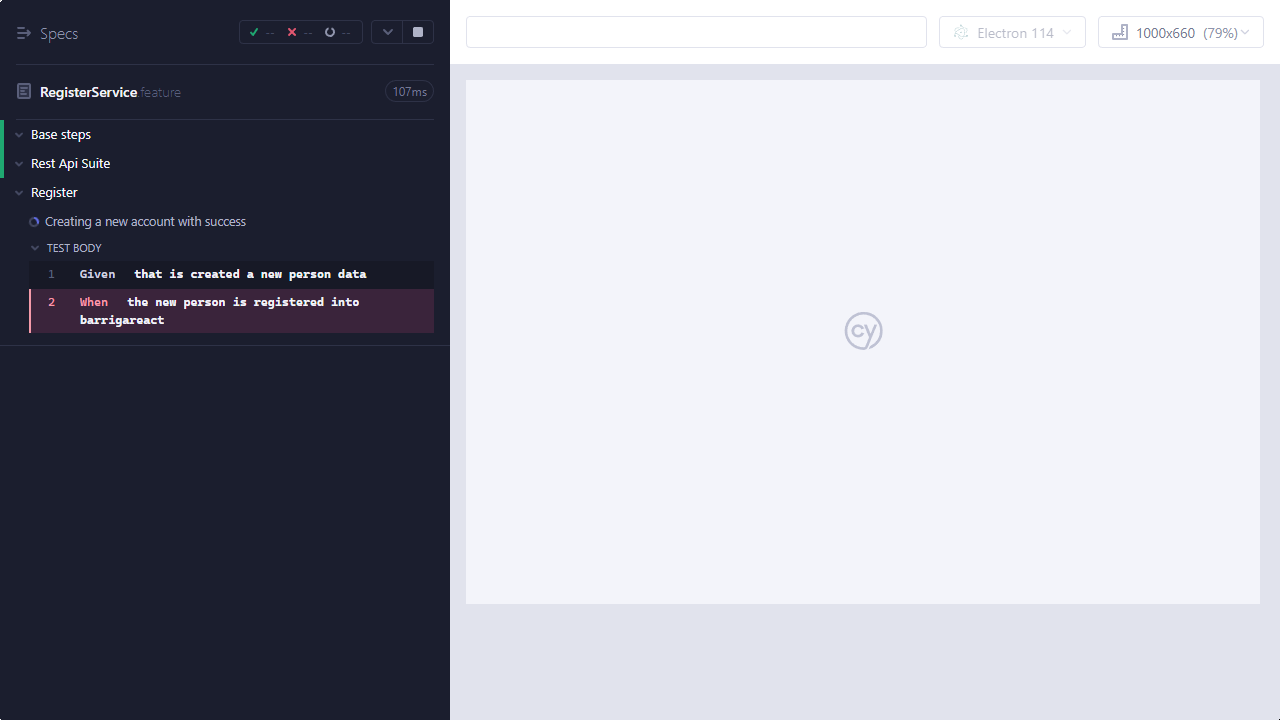 Specs
-- -- --
RegisterService feature
107ms
Base steps
Rest Api Suite
Register
Creating a new account with success
TEST BODY
1 Given that is created a new person data
2 When the new person is registered into
barrigareact
Electron 114
1000x660 (79%)
cy